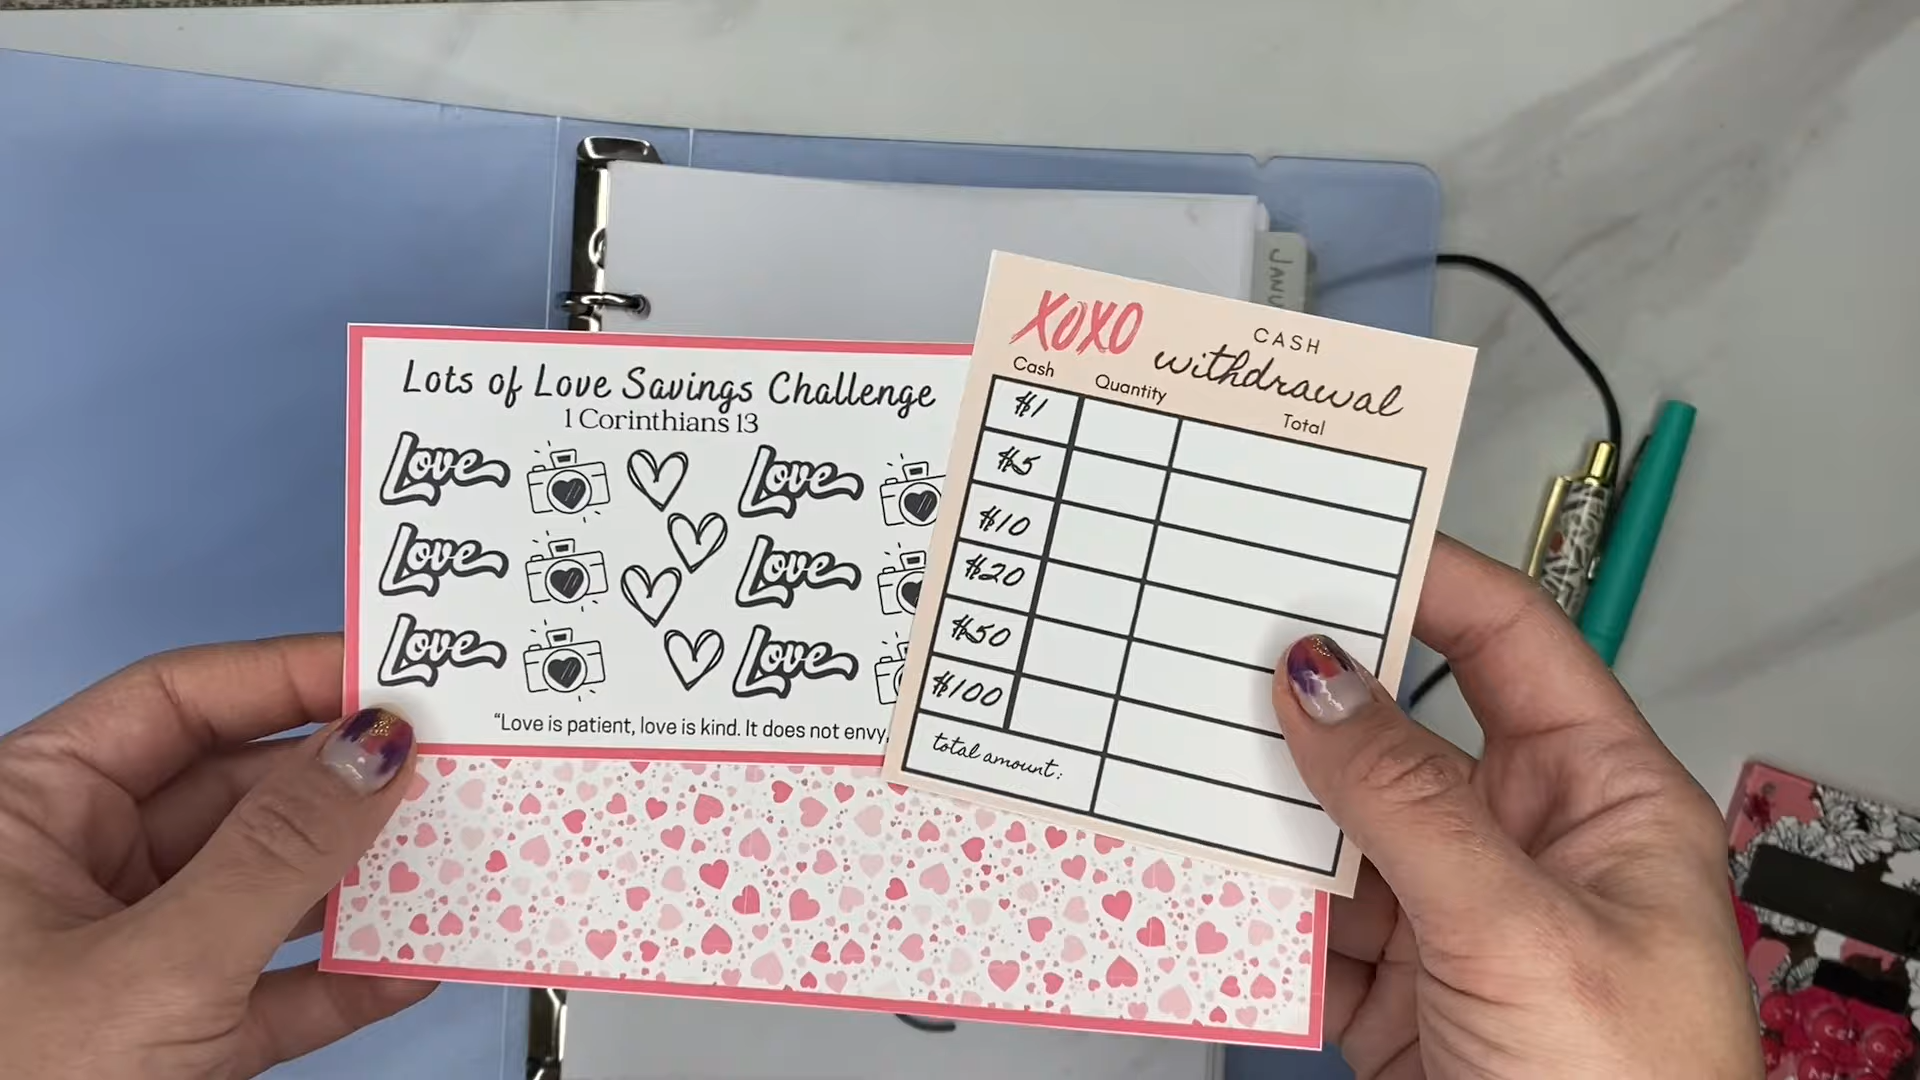 Lots of Love Savings Challenge
1 Corinthians 13
Love Love
Love Love
Love Love
“Love is patient, love is kind. It does not envy,
XOXO CASH
withdrawal
Cash Quantity Total
$1
$5
$10
$20
$50
$100
total amount: